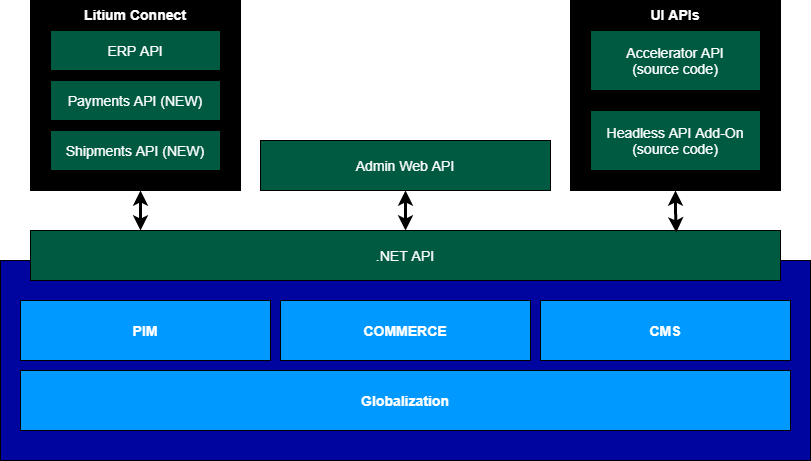 Litium Connect
ERP API
Payments API (NEW)
Shipments API (NEW)
Admin Web API
UI APIs
Accelerator API
(source code)
Headless API Add-On
(source code)
.NET API
PIM
COMMERCE
CMS
Globalization